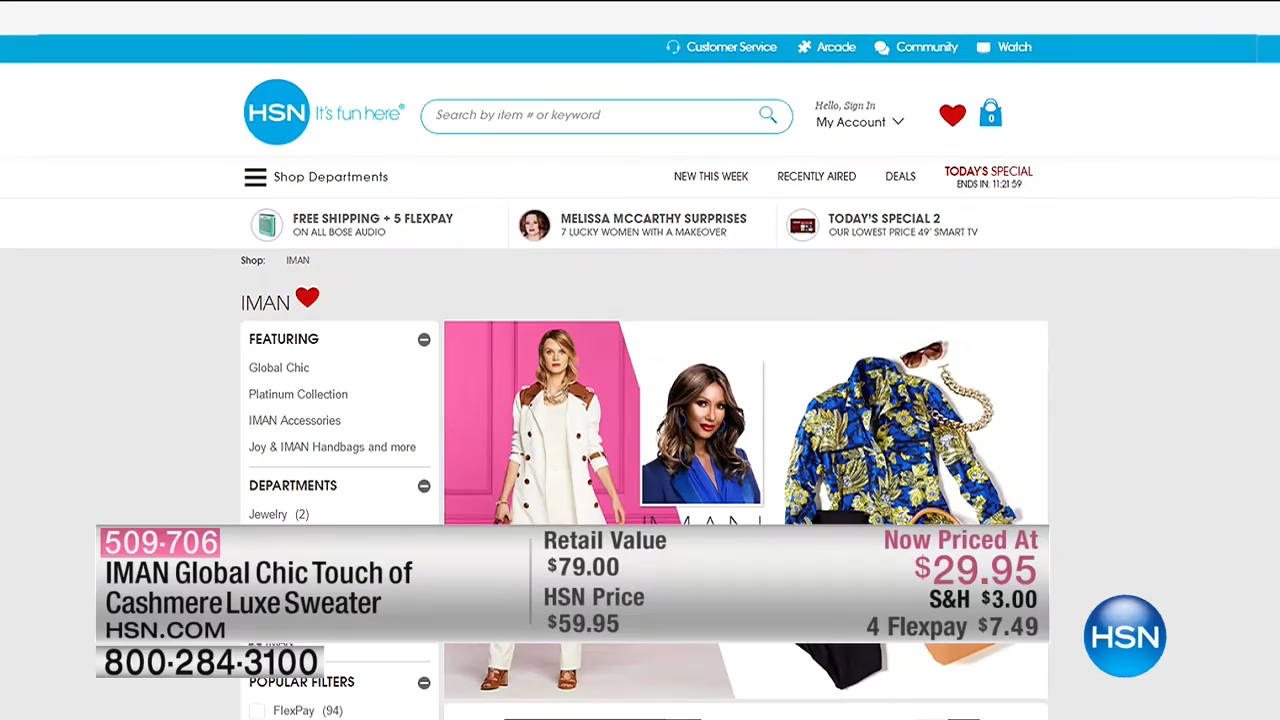 Customer Service
Arcade
Community
Watch
HSN
It's fun here®
Search by item # or keyword
Hello, Sign In
My Account
0
Shop Departments
NEW THIS WEEK
RECENTLY AIRED
DEALS
TODAY'S SPECIAL
ENDS IN: 11:21:59
FREE SHIPPING + 5 FLEXPAY
ON ALL BOSE AUDIO
MELISSA MCCARTHY SURPRISES
7 LUCKY WOMEN WITH A MAKEOVER
TODAY'S SPECIAL 2
OUR LOWEST PRICE 49" SMART TV
Shop:
IMAN
IMAN
FEATURING
Global Chic
Platinum Collection
IMAN Accessories
Joy & IMAN Handbags and more
DEPARTMENTS
Jewelry (2)
IMAN
509-706
IMAN Global Chic Touch of
Cashmere Luxe Sweater
HSN.COM
800-284-3100
Retail Value
$79.00
HSN Price
$59.95
Now Priced At
$29.95
S&H $3.00
4 Flexpay $7.49
HSN
POPULAR FILTERS
FlexPay (94)